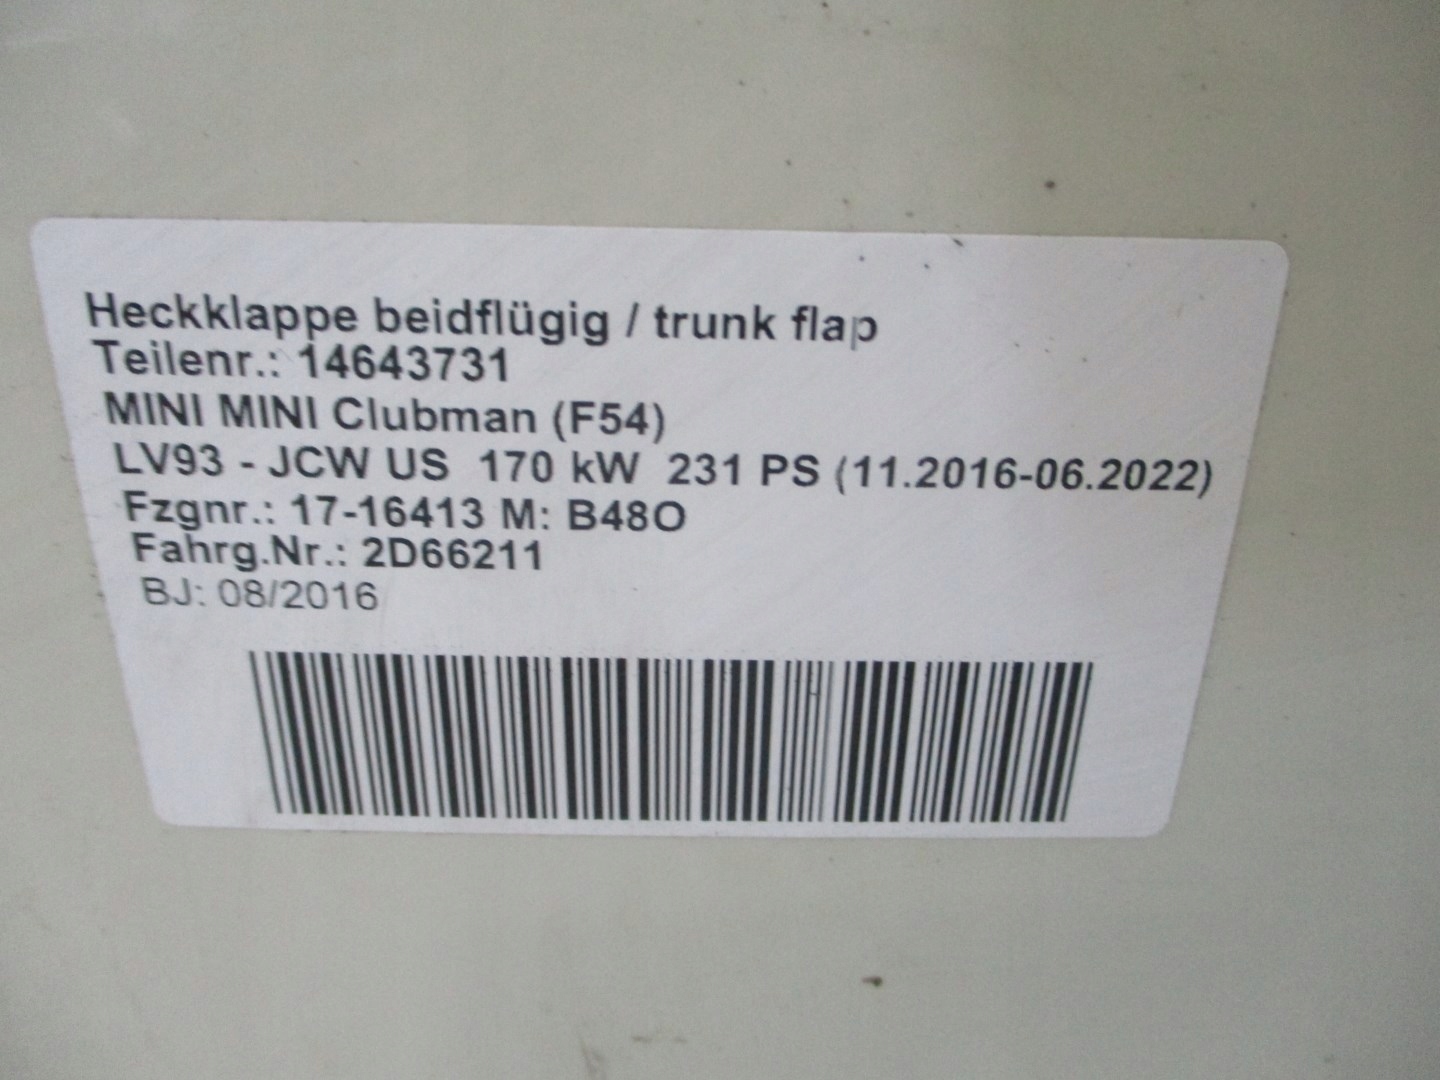 Heckklappe beidflügig / trunk flap
Teilenr.: 14643731
MINI MINI Clubman (F54)
LV93 - JCW US 170 kW 231 PS (11.2016-06.2022)
Fzgnr.: 17-16413 M: B48O
Fahrg.Nr.: 2D66211
BJ: 08/2016